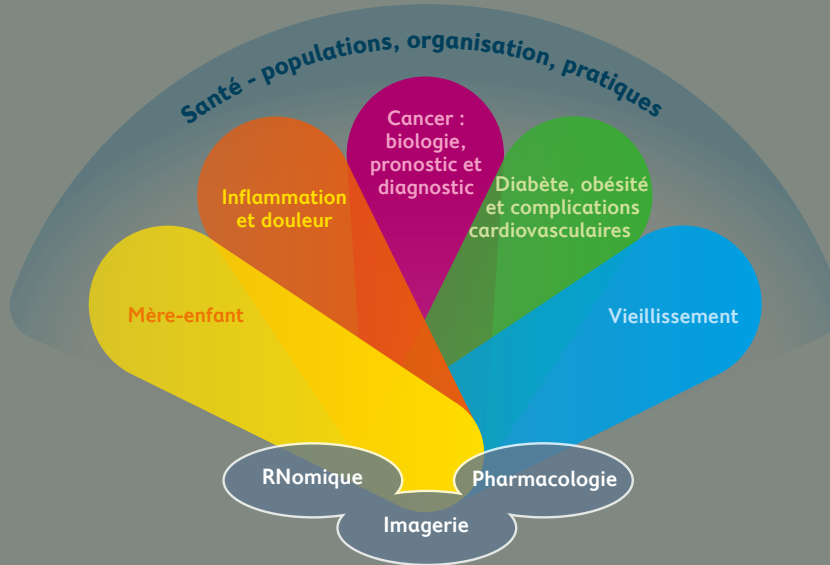 Santé - populations, organisation, pratiques
Cancer :
biologie,
pronostic et
diagnostic
Inflammation
et douleur
Diabète, obésité
et complications
cardiovasculaires
Mère-enfant
Vieillissement
RNomique
Pharmacologie
Imagerie